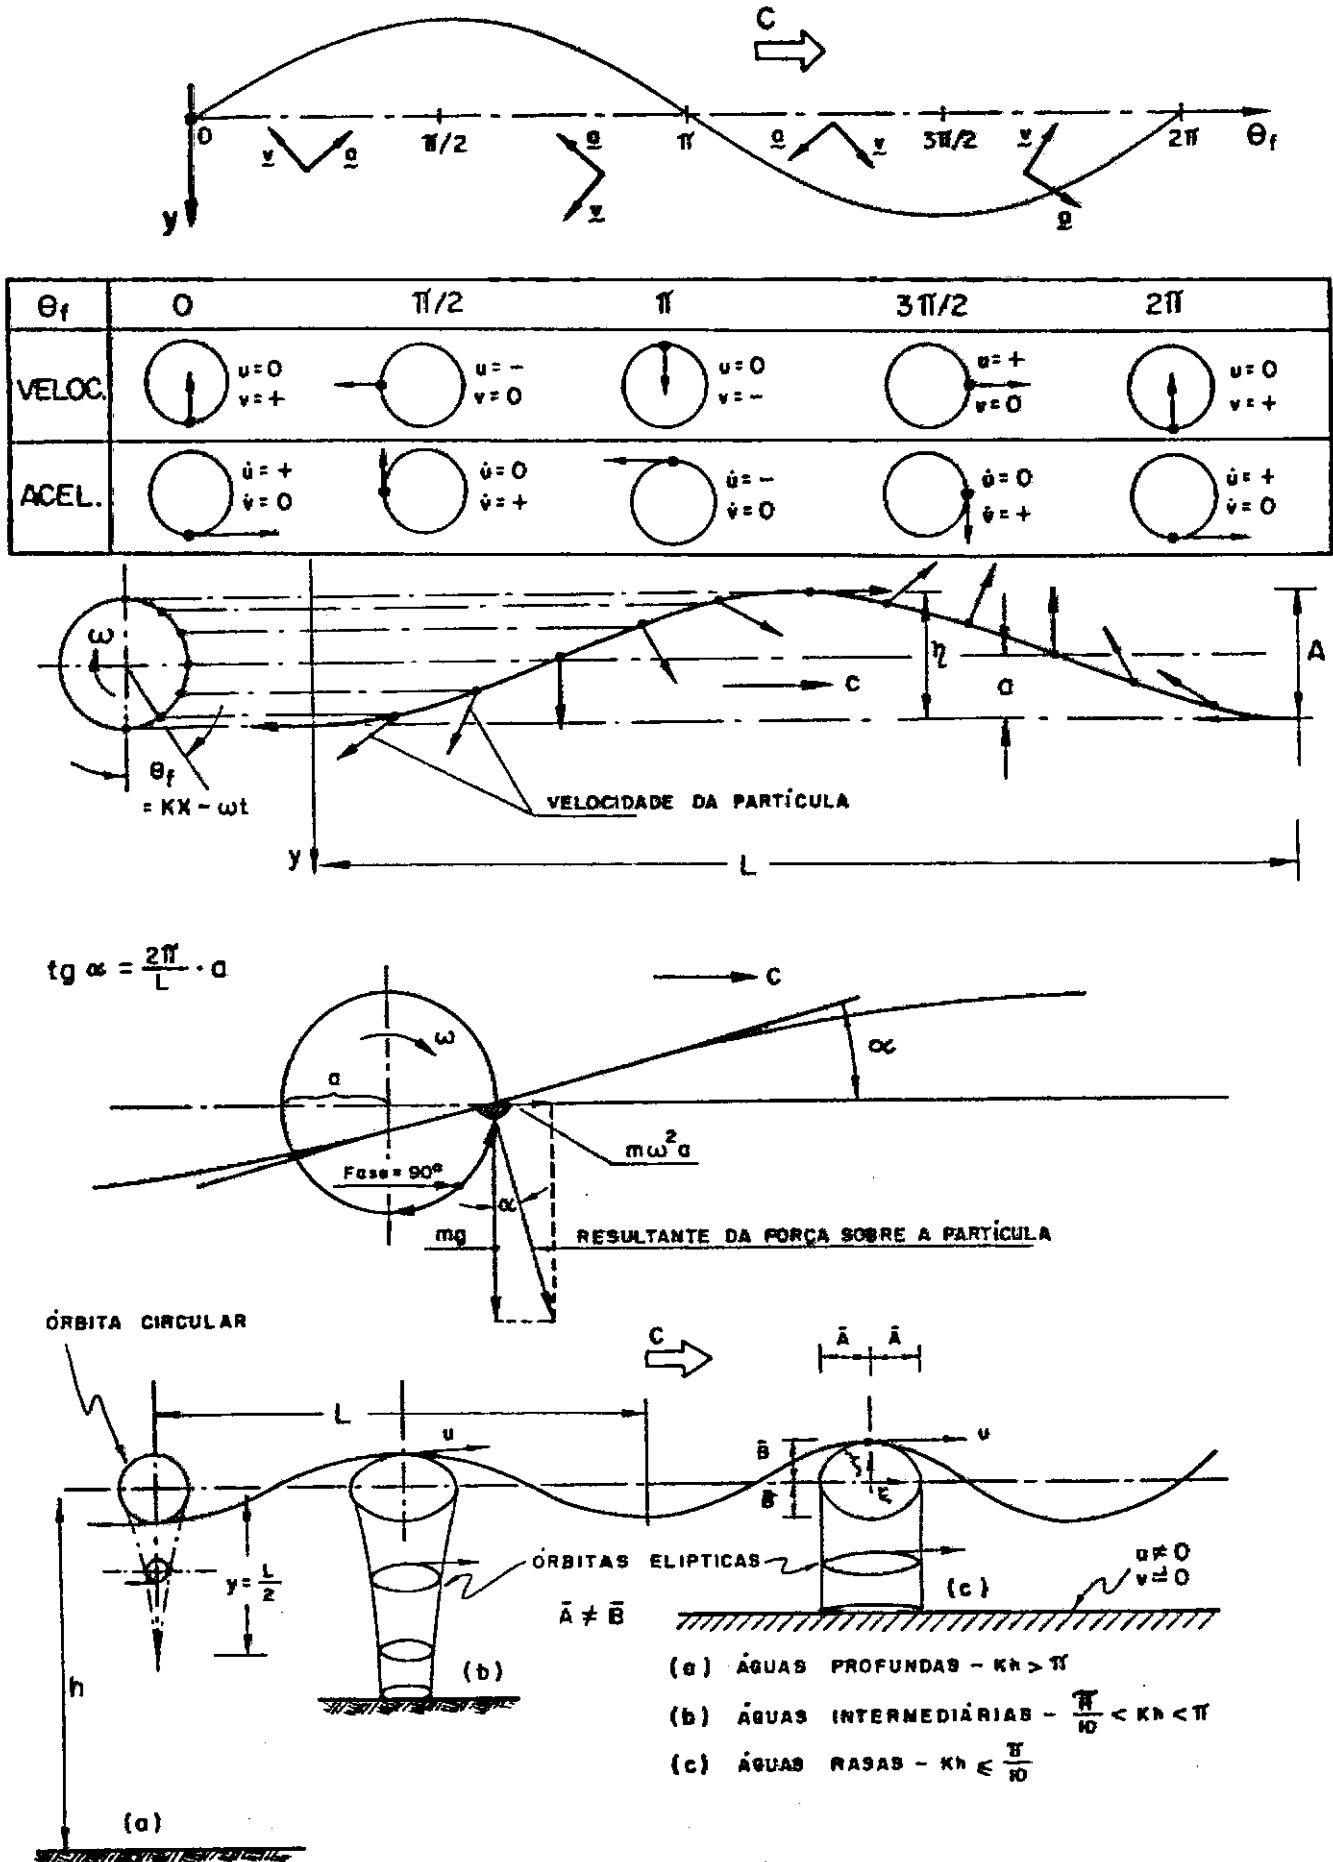 C
0 π/2 π 3π/2 2π θf
v a a v a v v a
y
θf 0 π/2 π 3π/2 2π
VELOC.
u=0 v=+
u=- v=0
u=0 v=-
u=+ v=0
u=0 v=+
ACEL.
u̇=+ v̇=0
u̇=0 v̇=+
u̇=- v̇=0
u̇=0 v̇=+
u̇=+ v̇=0
ω
η
a
A
C
θf
= KX - ωt
VELOCIDADE DA PARTÍCULA
y
L
tg α = 2π/L · a
C
ω
α
a
mω²a
Fase = 90º
α
mg
RESULTANTE DA FORÇA SOBRE A PARTÍCULA
ÓRBITA CIRCULAR
C
Ā Ā
L
u
u
B̄
ξ
B̄
y = L/2
ÓRBITAS ELIPTICAS
Ā ≠ B̄
u ≠ 0
v = 0
h
(b)
(c)
(a) ÁGUAS PROFUNDAS - Kh > π
(b) ÁGUAS INTERMEDIÁRIAS - π/10 < Kh < π
(c) ÁGUAS RASAS - Kh ≤ π/10
(a)